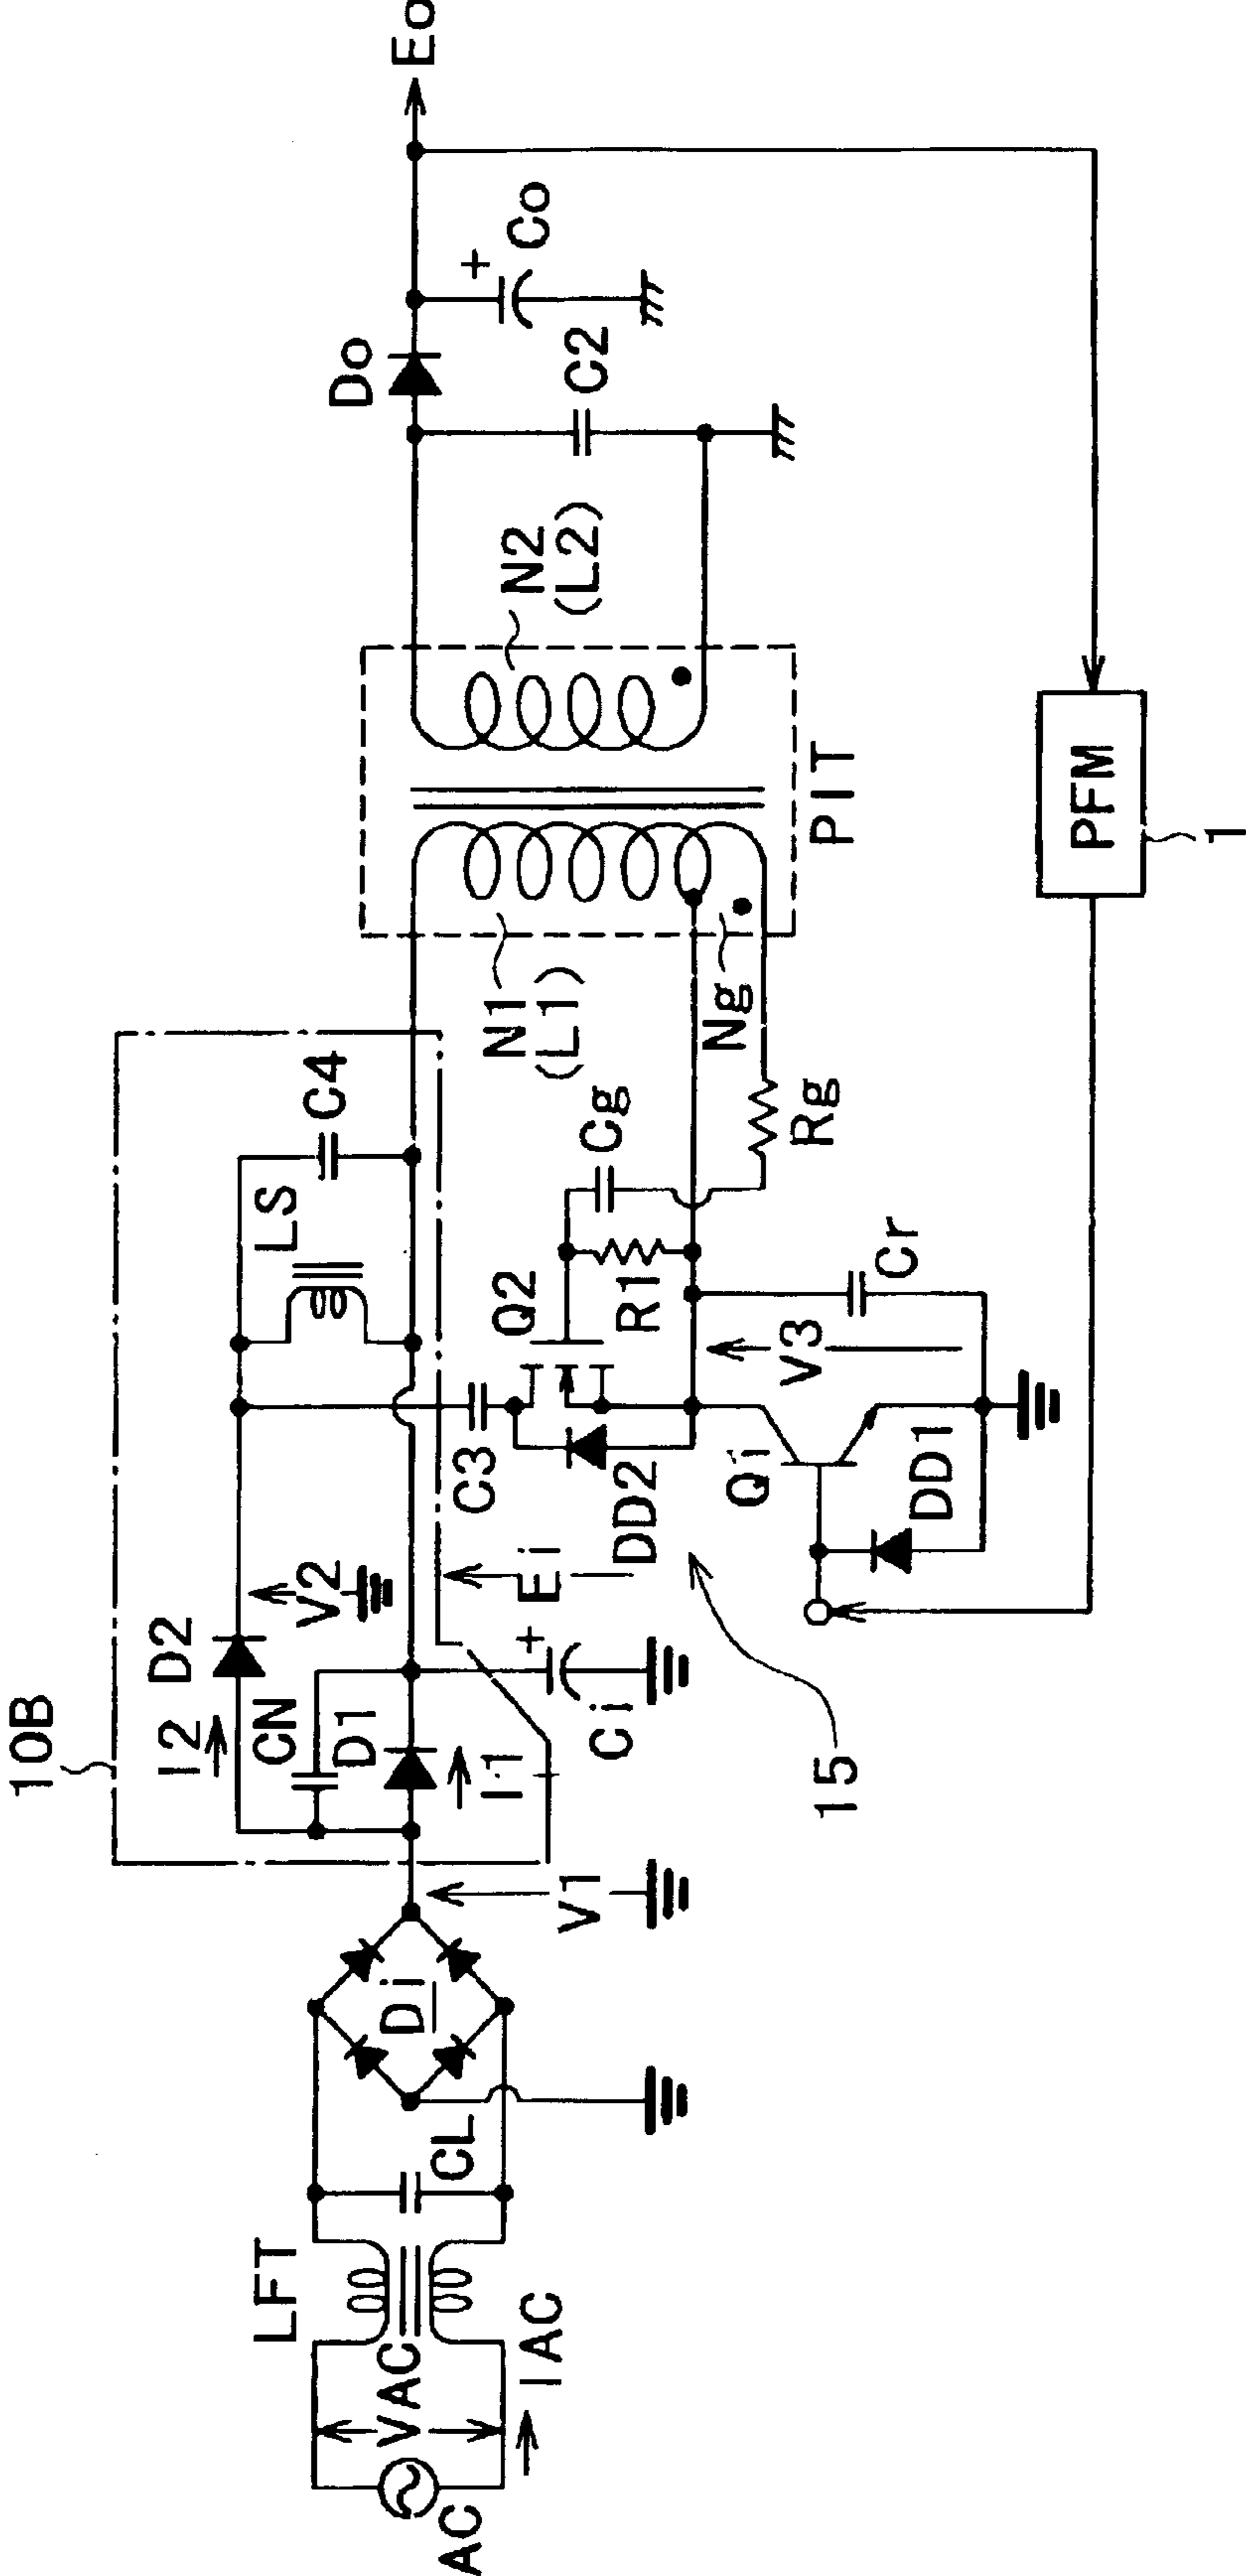 10B
I2
D2
V2
CN
D1
I1
LS
C4
Ei
+
Ci
V1
Di
CL
LFT
VAC
IAC
AC
C3
Q2
DD2
R1
Cg
Rg
Qi
V3
Cr
DD1
15
N1
(L1)
Ng
PIT
N2
(L2)
Do
C2
+
Co
Eo
PFM
1